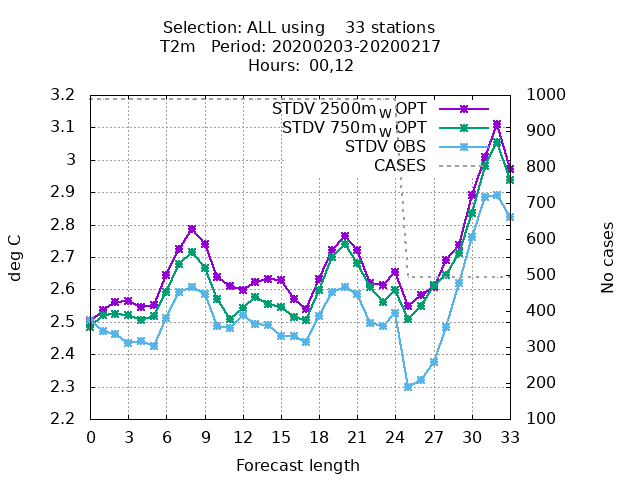 Selection: ALL using 33 stations
T2m Period: 20200203-20200217
Hours: 00,12
3.2
3.1
3
2.9
2.8
2.7
2.6
2.5
2.4
2.3
2.2
deg C
STDV 2500m_WOPT
STDV 750m_WOPT
STDV OBS
CASES
1000
900
800
700
600
500
400
300
200
100
No cases
0 3 6 9 12 15 18 21 24 27 30 33
Forecast length